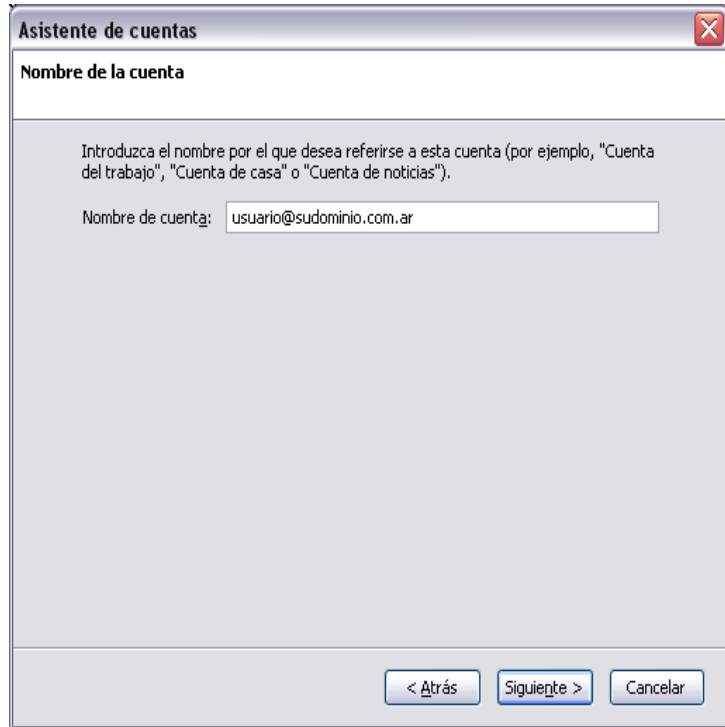 Asistente de cuentas
Nombre de la cuenta
Introduzca el nombre por el que desea referirse a esta cuenta (por ejemplo, "Cuenta
del trabajo", "Cuenta de casa" o "Cuenta de noticias").
Nombre de cuenta: usuario@sudominio.com.ar
< Atrás Siguiente > Cancelar